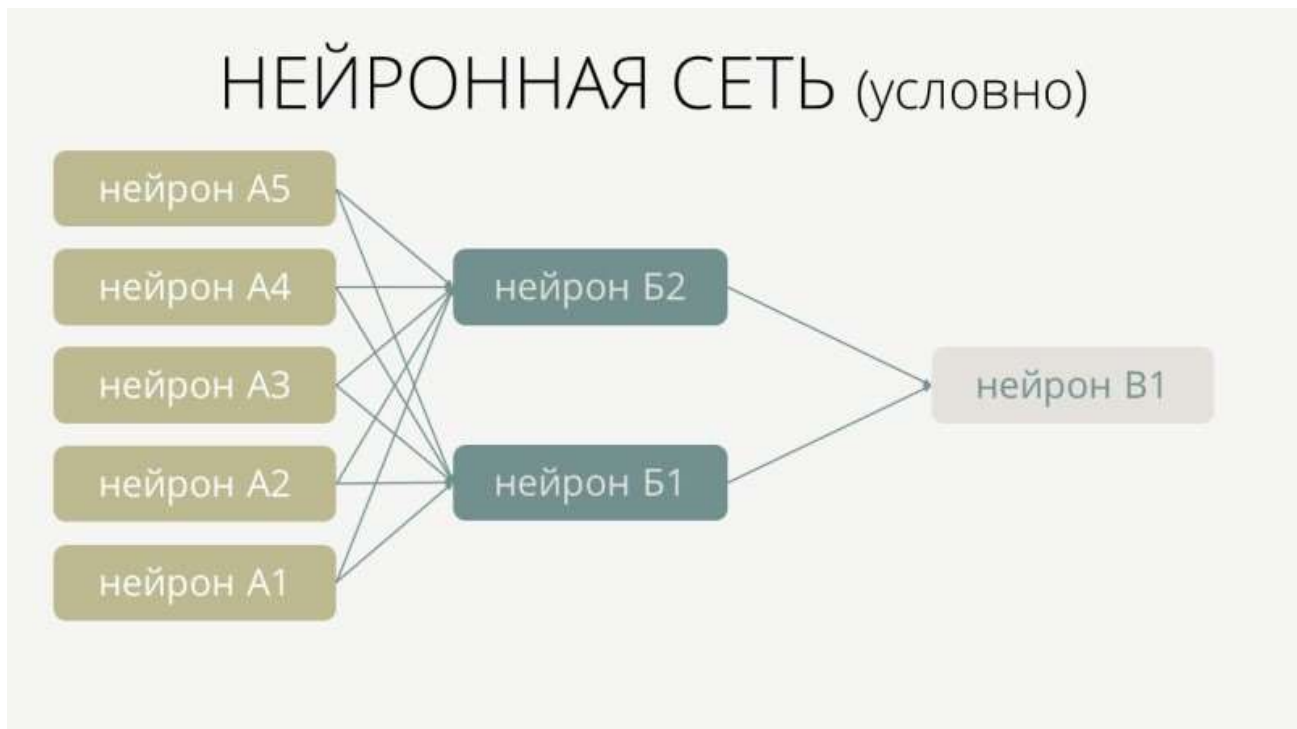 НЕЙРОННАЯ СЕТЬ (условно)
нейрон А5
нейрон А4
нейрон А3
нейрон А2
нейрон А1
нейрон Б2
нейрон Б1
нейрон В1